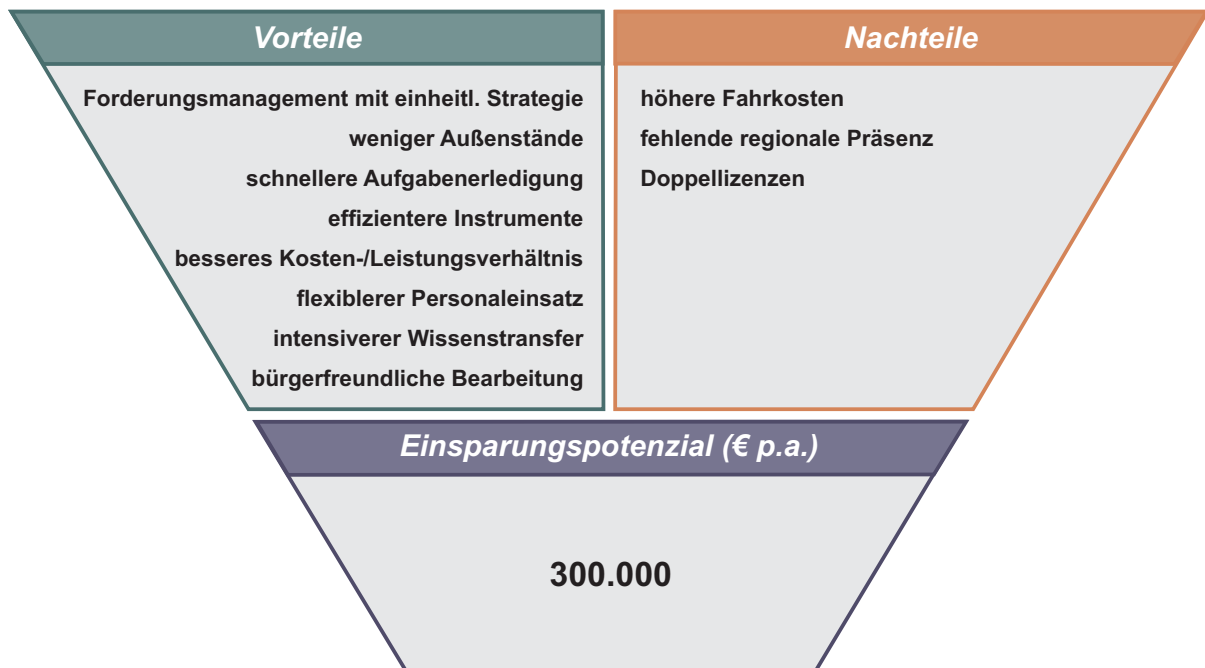 Vorteile
Forderungsmanagement mit einheitl. Strategie
weniger Außenstände
schnellere Aufgabenerledigung
effizientere Instrumente
besseres Kosten-/Leistungsverhältnis
flexiblerer Personaleinsatz
intensiverer Wissenstransfer
bürgerfreundliche Bearbeitung
Nachteile
höhere Fahrkosten
fehlende regionale Präsenz
Doppellizenzen
Einsparungspotenzial (€ p.a.)
300.000